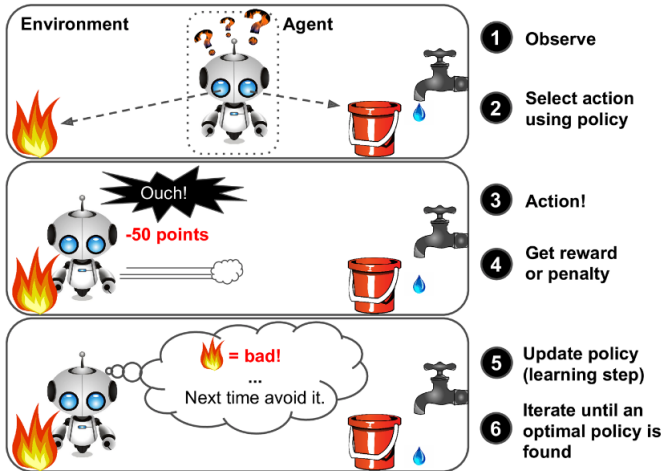 Environment
Agent
? ? ?
1 Observe
2 Select action
using policy
Ouch!
-50 points
3 Action!
4 Get reward
or penalty
= bad!
...
Next time avoid it.
5 Update policy
(learning step)
6 Iterate until an
optimal policy is
found